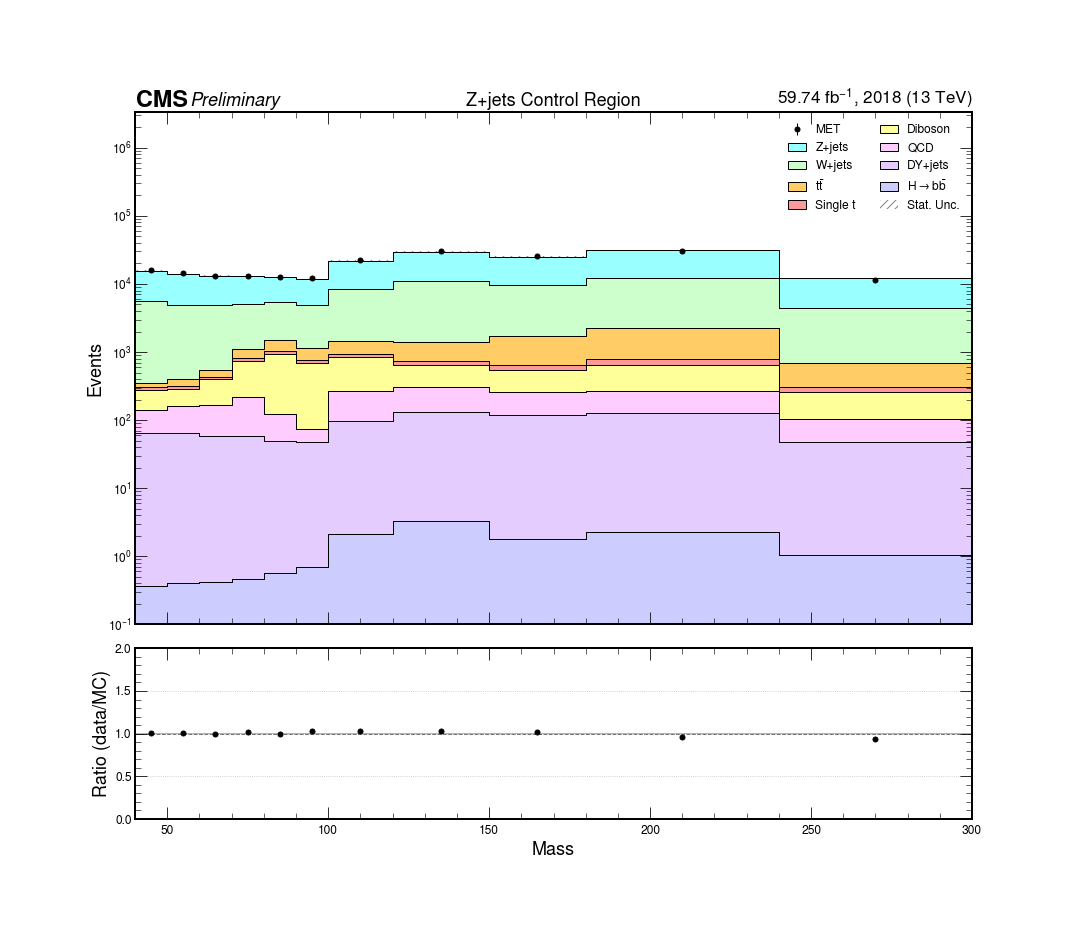 CMS Preliminary Z+jets Control Region 59.74 fb⁻¹, 2018 (13 TeV)
MET Diboson
Z+jets QCD
W+jets DY+jets
tt̄ H→bb̄
Single t Stat. Unc.
Events
10⁶
10⁵
10⁴
10³
10²
10¹
10⁰
10⁻¹
Ratio (data/MC)
2.0
1.5
1.0
0.5
0.0
50 100 150 200 250 300
Mass